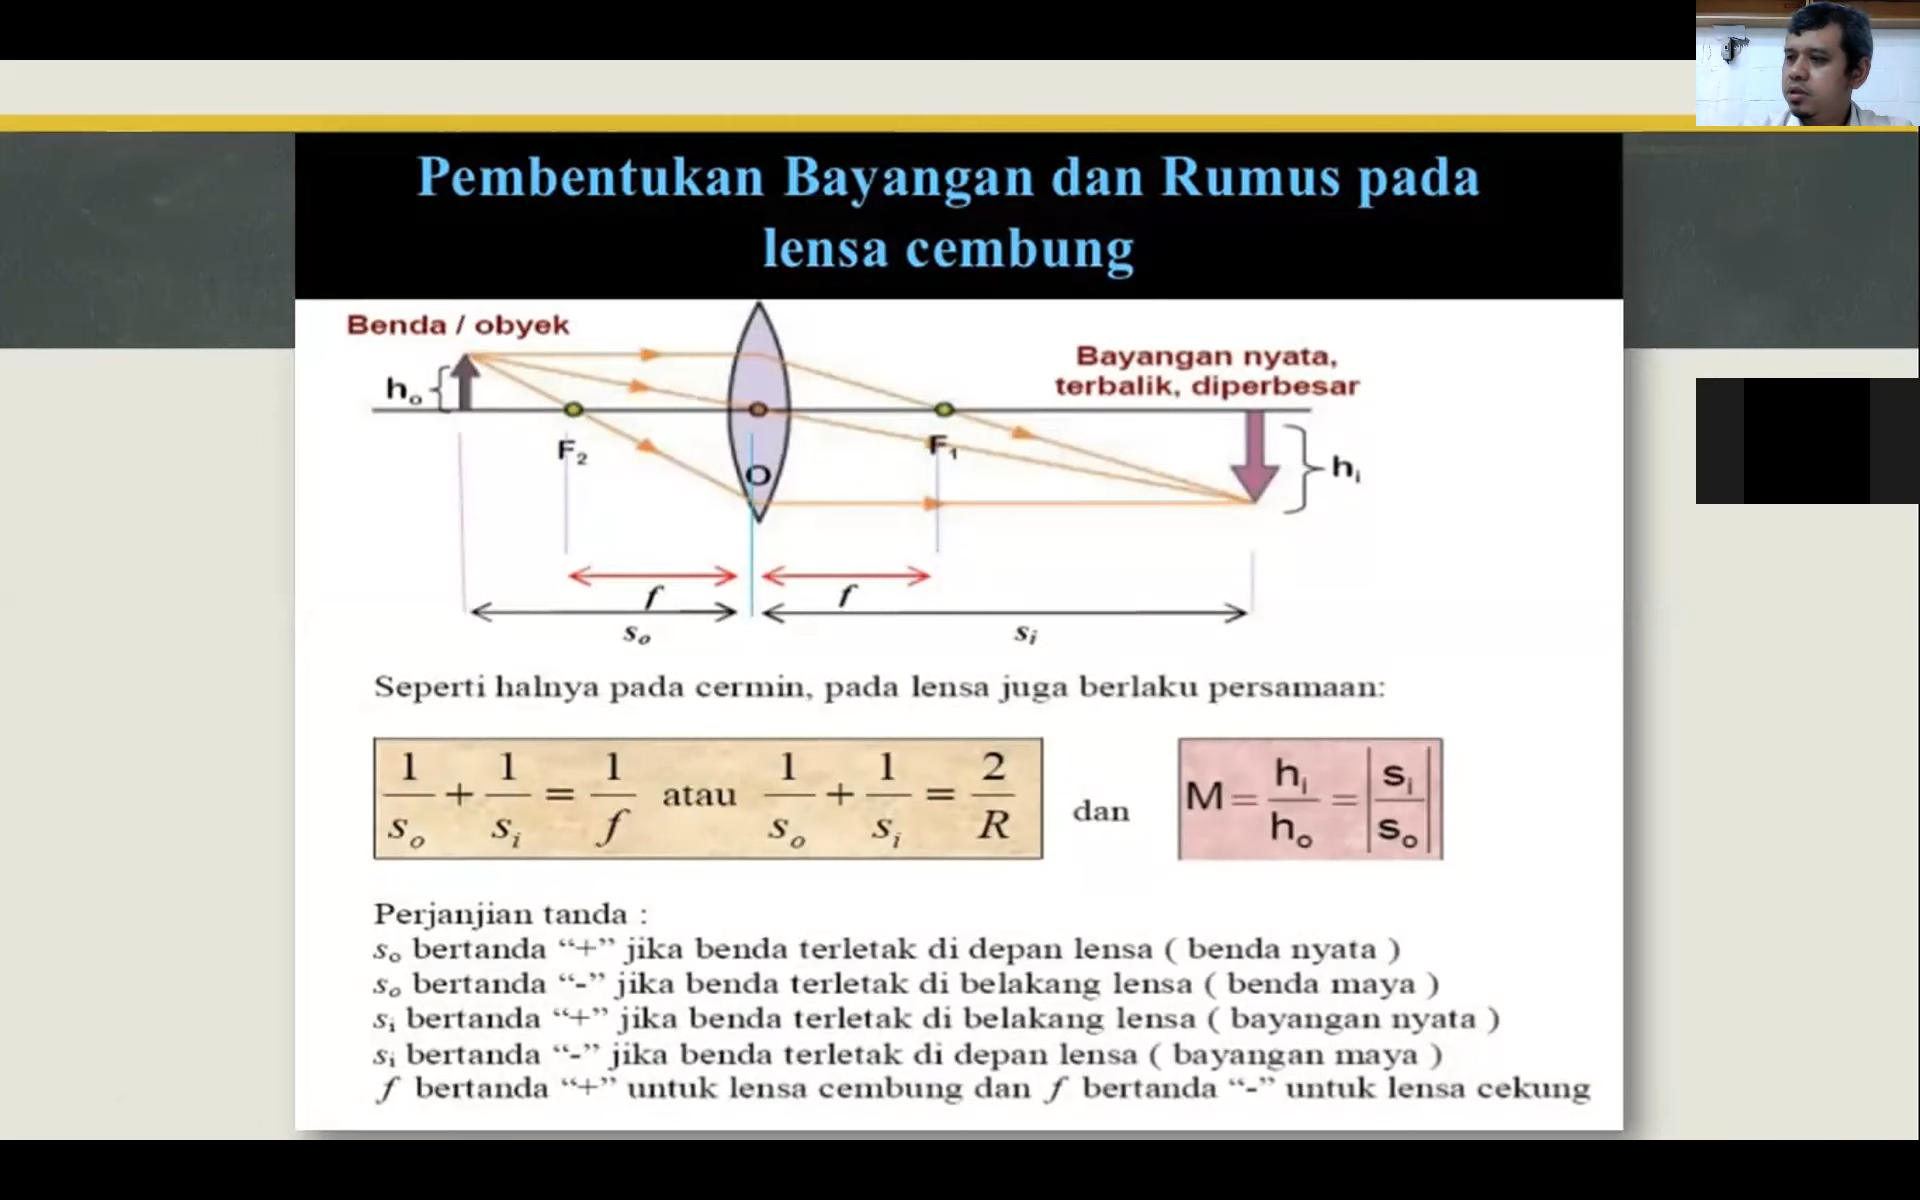 Pembentukan Bayangan dan Rumus pada
lensa cembung
Benda / obyek
Bayangan nyata,
terbalik, diperbesar
hₒ
F₂
O
F₁
hᵢ
f
f
sₒ
sᵢ
Seperti halnya pada cermin, pada lensa juga berlaku persamaan:
1/sₒ + 1/sᵢ = 1/f atau 1/sₒ + 1/sᵢ = 2/R dan M = hᵢ/hₒ = |sᵢ/sₒ|
Perjanjian tanda :
sₒ bertanda “+” jika benda terletak di depan lensa ( benda nyata )
sₒ bertanda “-” jika benda terletak di belakang lensa ( benda maya )
sᵢ bertanda “+” jika benda terletak di belakang lensa ( bayangan nyata )
sᵢ bertanda “-” jika benda terletak di depan lensa ( bayangan maya )
f bertanda “+” untuk lensa cembung dan f bertanda “-” untuk lensa cekung